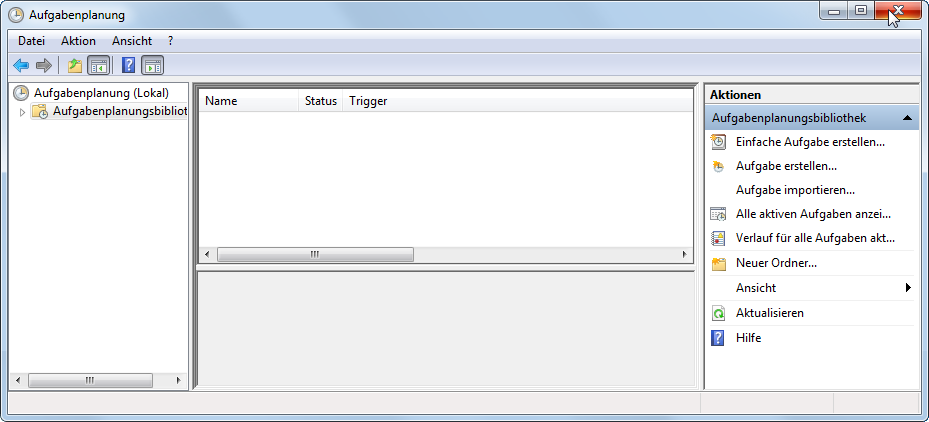 Aufgabenplanung
Datei Aktion Ansicht ?
Aufgabenplanung (Lokal)
Aufgabenplanungsbibliot
Name Status Trigger
Aktionen
Aufgabenplanungsbibliothek
Einfache Aufgabe erstellen...
Aufgabe erstellen...
Aufgabe importieren...
Alle aktiven Aufgaben anzei...
Verlauf für alle Aufgaben akt...
Neuer Ordner...
Ansicht
Aktualisieren
Hilfe